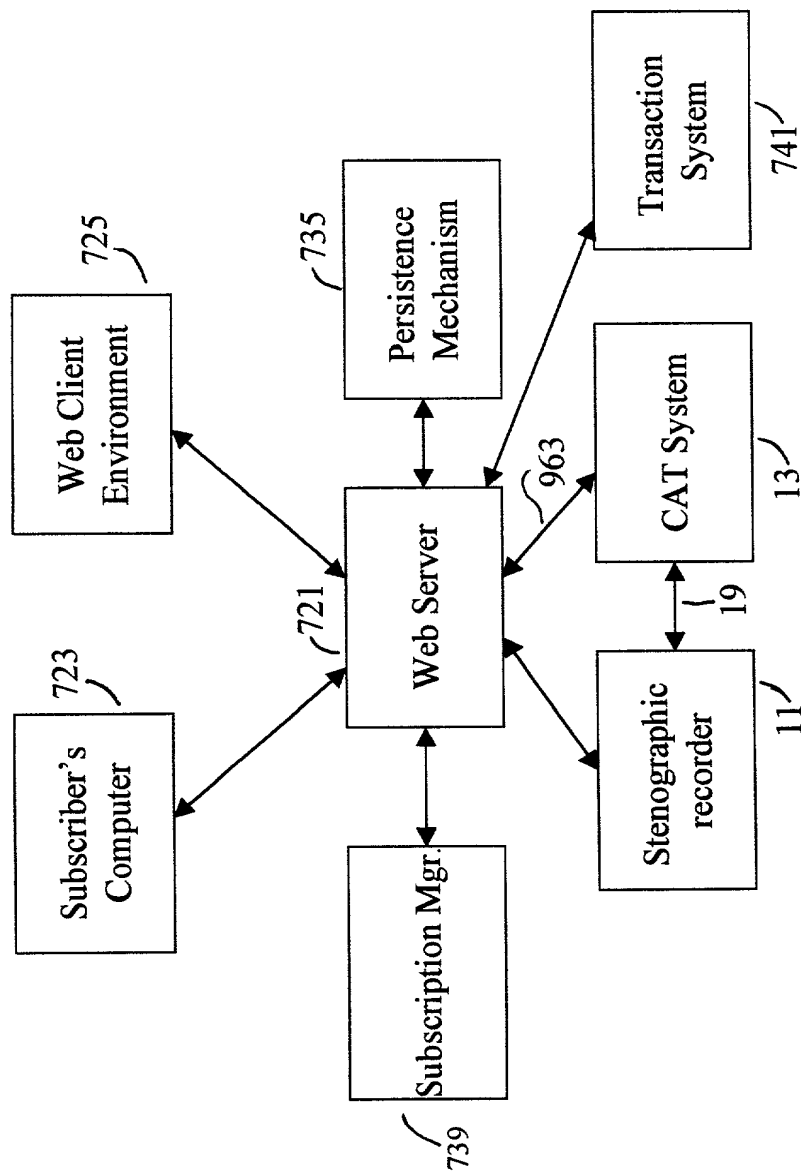 723
Subscriber's
Computer
725
Web Client
Environment
739
Subscription Mgr.
721
Web Server
735
Persistence
Mechanism
963
11
Stenographic
recorder
19
13
CAT System
741
Transaction
System